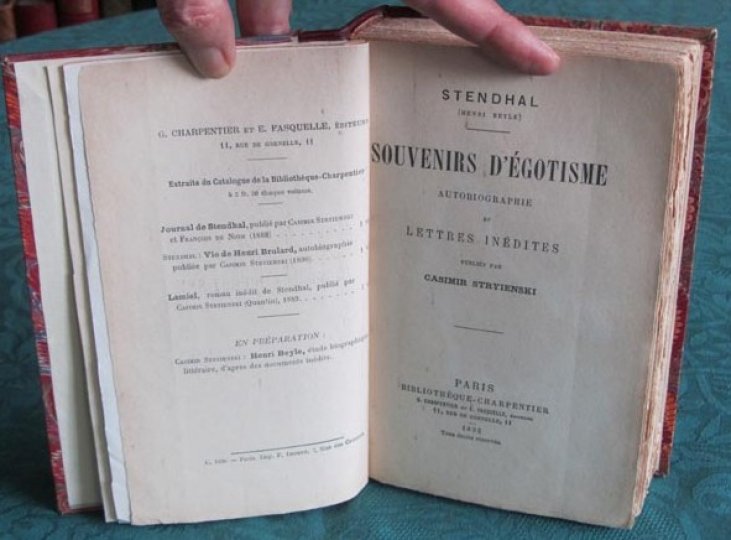 G. CHARPENTIER ET E. FASQUELLE, ÉDITEURS
11, RUE DE GRENELLE, 11
Extraits du Catalogue de la Bibliothèque-Charpentier
à 3 fr. 50 chaque volume.
Journal de Stendhal, publié par CASIMIR STRYIENSKI
et FRANÇOIS DE NION (1888)
STENDHAL : Vie de Henri Brulard, autobiographie
publiée par CASIMIR STRYIENSKI (1890).
Lamiel, roman inédit de Stendhal, publié par
CASIMIR STRYIENSKI (Quantin), 1889.
EN PRÉPARATION :
CASIMIR STRYIENSKI : Henri Beyle, étude biographique
littéraire, d'après des documents inédits.
Paris. Imp.
STENDHAL
(HENRI BEYLE)
SOUVENIRS D'ÉGOTISME
AUTOBIOGRAPHIE
ET
LETTRES INÉDITES
PUBLIÉES PAR
CASIMIR STRYIENSKI
PARIS
BIBLIOTHÈQUE-CHARPENTIER
G. CHARPENTIER ET E. FASQUELLE, ÉDITEURS
11, RUE DE GRENELLE, 11
Tous droits réservés.